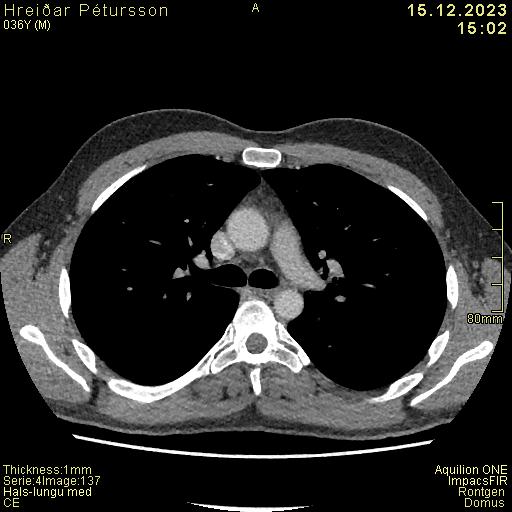 Hreiðar Pétursson
036Y (M)
A
15.12.2023
15:02
R
80mm
Thickness:1mm
Serie:4Image:137
Hals-lungu med
CE
Aquilion ONE
ImpacsFIR
Rontgen
Domus